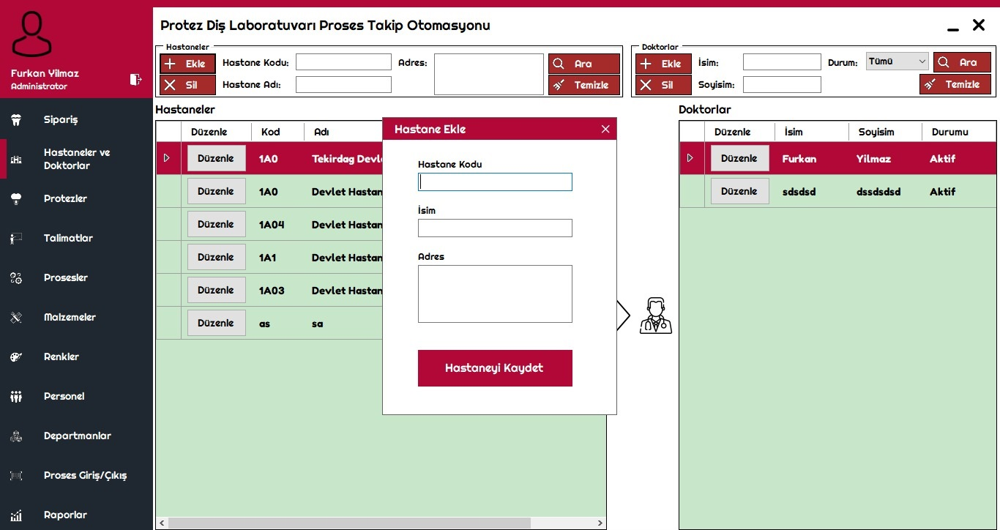 Protez Diş Laboratuvarı Proses Takip Otomasyonu
Furkan Yilmaz
Administrator
Sipariş
Hastaneler ve
Doktorlar
Protezler
Talimatlar
Prosesler
Malzemeler
Renkler
Personel
Departmanlar
Proses Giriş/Çıkış
Raporlar
Hastaneler
Ekle
Hastane Kodu:
Adres:
Ara
Sil
Hastane Adı:
Temizle
Doktorlar
Ekle
İsim:
Durum:
Tümü
Ara
Sil
Soyisim:
Temizle
Hastaneler
Düzenle Kod Adı
Düzenle 1A0 Tekirdag Devle
Düzenle 1A0 Devlet Hastan
Düzenle 1A04 Devlet Hastan
Düzenle 1A1 Devlet Hastan
Düzenle 1A03 Devlet Hastan
Düzenle as sa
Hastane Ekle
Hastane Kodu
İsim
Adres
Hastaneyi Kaydet
Doktorlar
Düzenle İsim Soyisim Durumu
Düzenle Furkan Yilmaz Aktif
Düzenle sdsdsd dssdsdsd Aktif